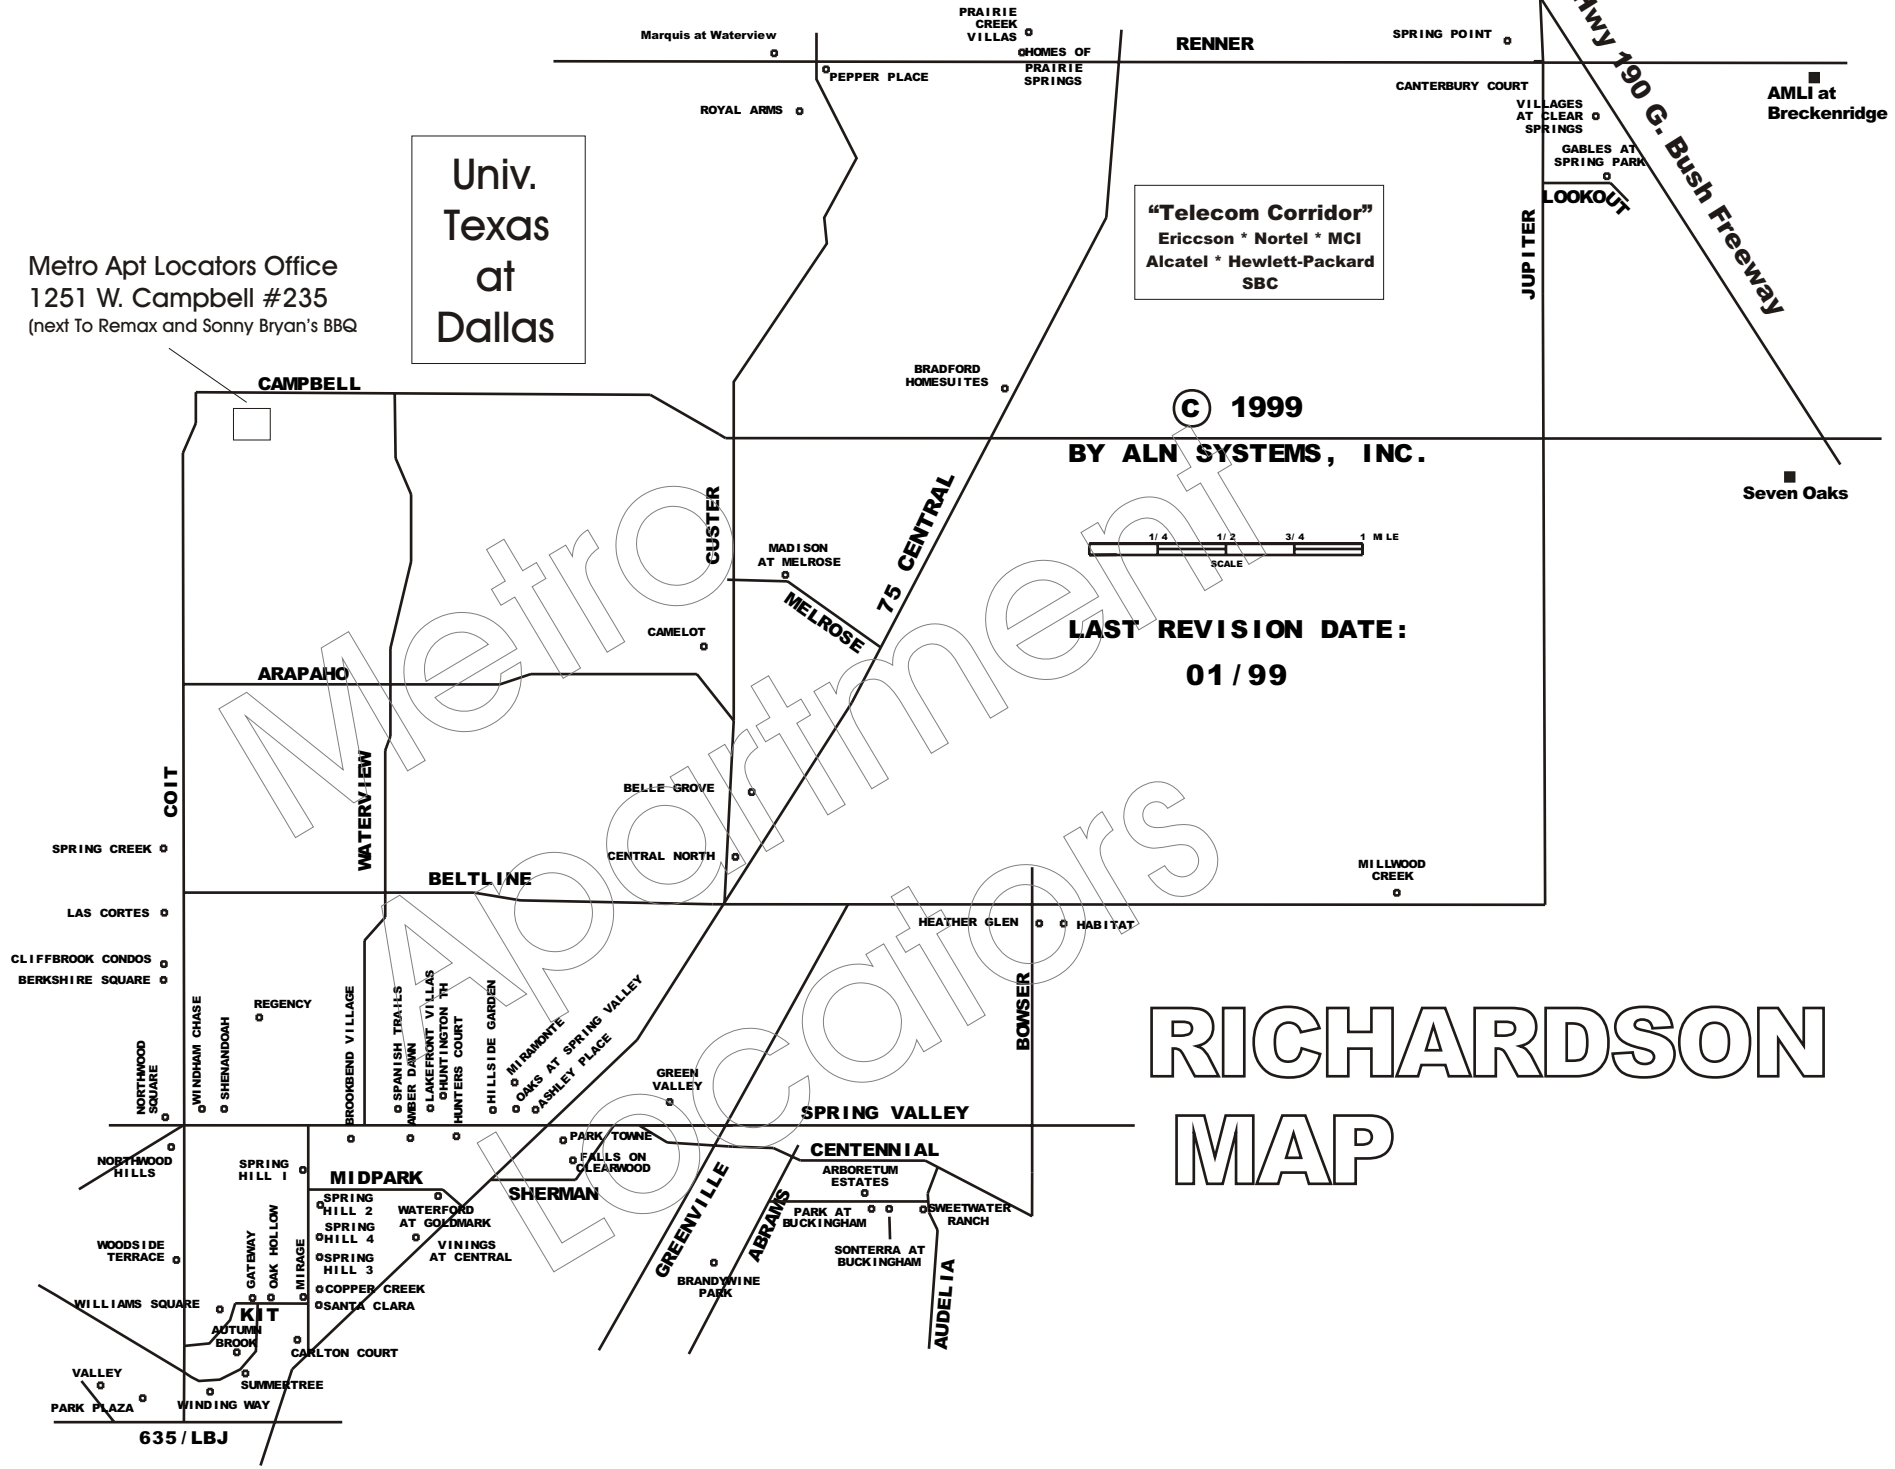 PRAIRIE
CREEK
VILLAS
Marquis at Waterview
HOMES OF
PRAIRIE
SPRINGS
RENNER
SPRING POINT
Hwy 190 G. Bush Freeway
PEPPER PLACE
ROYAL ARMS
CANTERBURY COURT
VILLAGES
AT CLEAR
SPRINGS
AMLI at
Breckenridge
GABLES AT
SPRING PARK
LOOKOUT
JUPITER
Univ.
Texas
at
Dallas
“Telecom Corridor”
Ericcson * Nortel * MCI
Alcatel * Hewlett-Packard
SBC
Metro Apt Locators Office
1251 W. Campbell #235
(next To Remax and Sonny Bryan's BBQ
CAMPBELL
BRADFORD
HOMESUITES
C 1999
BY ALN SYSTEMS, INC.
Seven Oaks
CUSTER
75 CENTRAL
MADISON
AT MELROSE
MELROSE
1/4 1/2 3/4 1 MILE
SCALE
CAMELOT
LAST REVISION DATE:
01/99
ARAPAHO
Metro
Apartment
Locators
COIT
WATERVIEW
BELLE GROVE
SPRING CREEK
CENTRAL NORTH
BELTLINE
MILLWOOD
CREEK
LAS CORTES
HEATHER GLEN
HABITAT
CLIFFBROOK CONDOS
BERKSHIRE SQUARE
REGENCY
BOWSER
NORTHWOOD
SQUARE
WINDHAM CHASE
SHENANDOAH
BROOKBEND VILLAGE
SPANISH TRAILS
AMBER DAWN
LAKEFRONT VILLAS
HUNTINGTON TH
HUNTERS COURT
HILLSIDE GARDEN
MIRAMONTE
OAKS AT SPRING VALLEY
ASHLEY PLACE
GREEN
VALLEY
SPRING VALLEY
RICHARDSON
MAP
NORTHWOOD
HILLS
SPRING
HILL 1
MIDPARK
PARK TOWNE
FALLS ON
CLEARWOOD
SHERMAN
CENTENNIAL
ARBORETUM
ESTATES
SPRING
HILL 2
WATERFORD
AT GOLDMARK
SPRING
HILL 4
VININGS
AT CENTRAL
SPRING
HILL 3
COPPER CREEK
SANTA CLARA
GREENVILLE
ABRAMS
PARK AT
BUCKINGHAM
SWEETWATER
RANCH
SONTERRA AT
BUCKINGHAM
BRANDYWINE
PARK
AUDELIA
WOODSIDE
TERRACE
GATEWAY
OAK HOLLOW
MIRAGE
WILLIAMS SQUARE
KIT
AUTUMN
BROOK
CARLTON COURT
VALLEY
SUMMERTREE
PARK PLAZA
WINDING WAY
635/LBJ